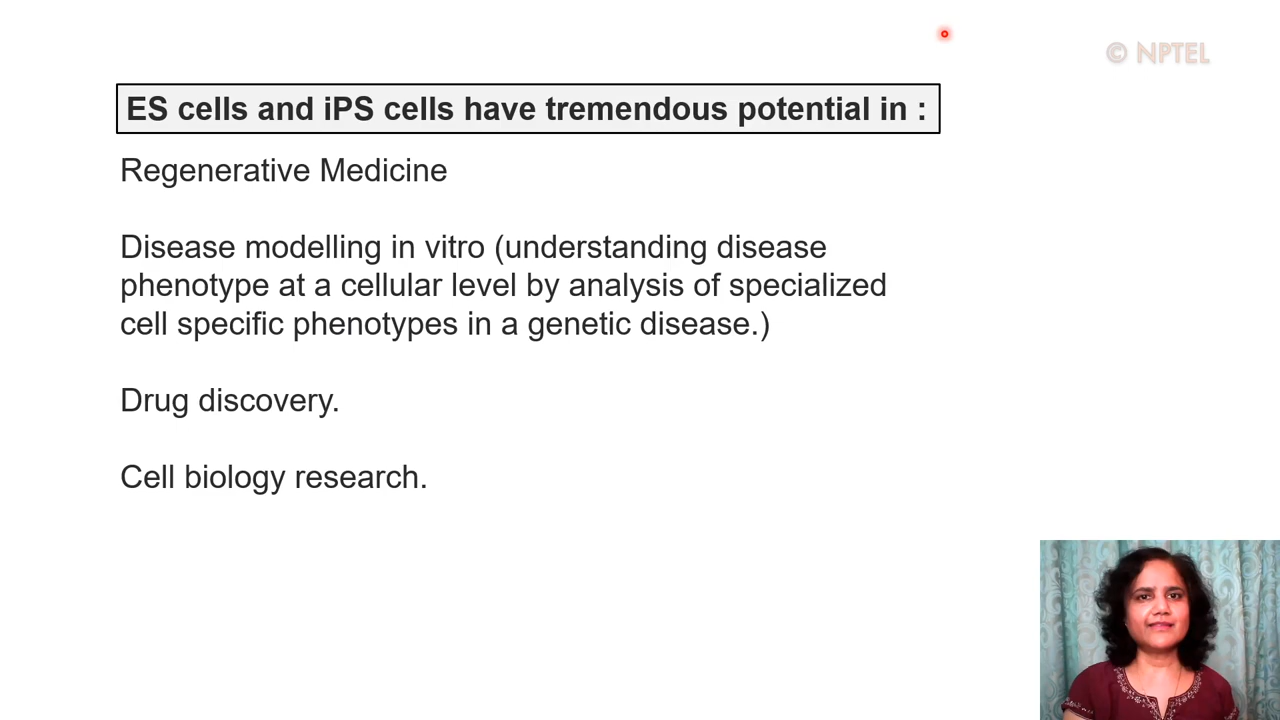 © NPTEL
ES cells and iPS cells have tremendous potential in :
Regenerative Medicine
Disease modelling in vitro (understanding disease
phenotype at a cellular level by analysis of specialized
cell specific phenotypes in a genetic disease.)
Drug discovery.
Cell biology research.